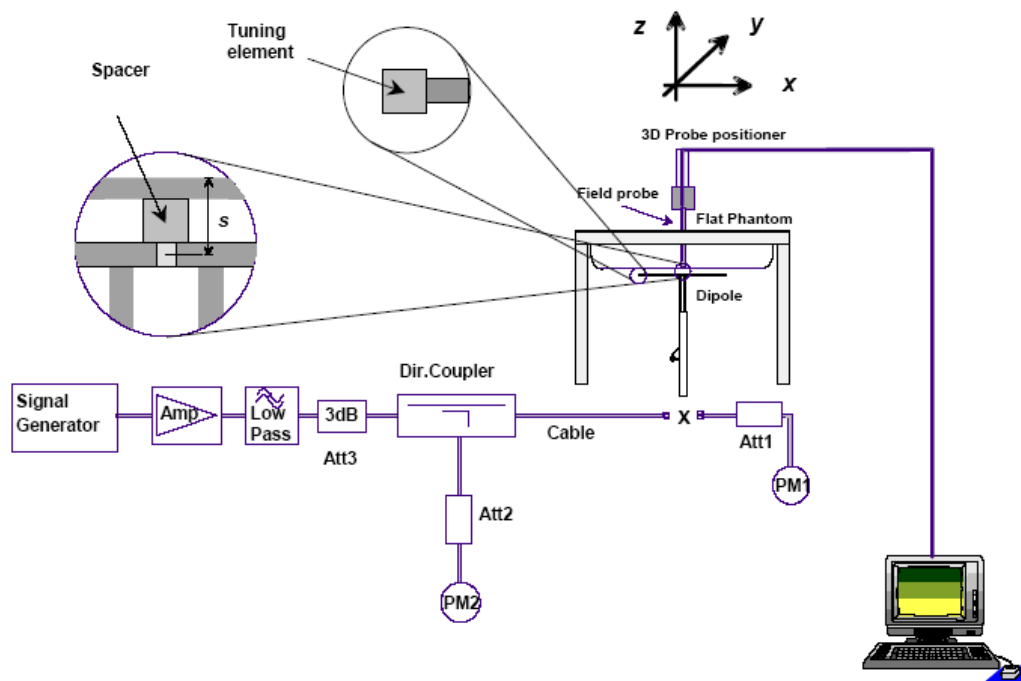 Tuning
element
Spacer
s
z
y
x
3D Probe positioner
Field probe
Flat Phantom
Dipole
Dir.Coupler
Signal
Generator
Amp
Low
Pass
3dB
Att3
Cable
X
Att1
PM1
Att2
PM2